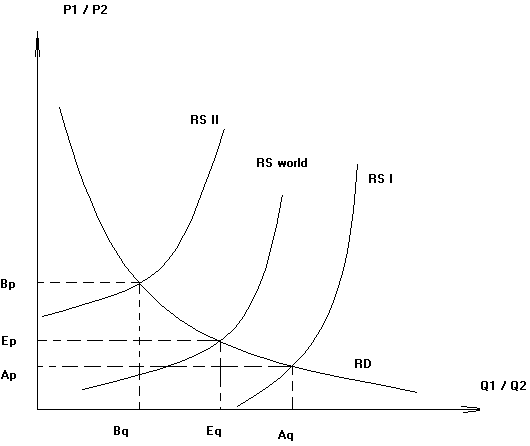 P1 / P2
RS II
RS world
RS I
Bp
Ep
Ap
RD
Q1 / Q2
Bq
Eq
Aq